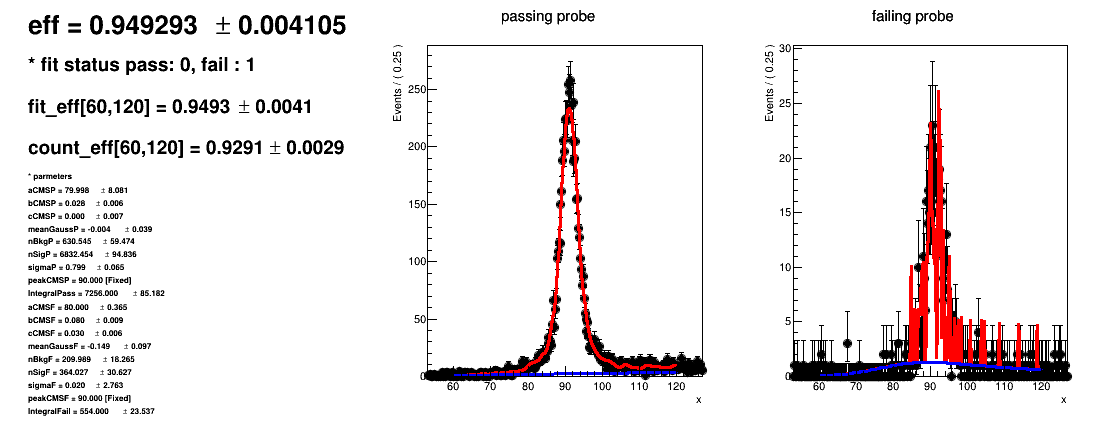 eff = 0.949293 ± 0.004105
* fit status pass: 0, fail : 1
fit_eff[60,120] = 0.9493 ± 0.0041
count_eff[60,120] = 0.9291 ± 0.0029
* parmeters
aCMSP = 79.998 ± 8.081
bCMSP = 0.028 ± 0.006
cCMSP = 0.000 ± 0.007
meanGaussP = -0.004 ± 0.039
nBkgP = 630.545 ± 59.474
nSigP = 6832.454 ± 94.836
sigmaP = 0.799 ± 0.065
peakCMSP = 90.000 [Fixed]
IntegralPass = 7256.000 ± 85.182
aCMSF = 80.000 ± 0.365
bCMSF = 0.080 ± 0.009
cCMSF = 0.030 ± 0.006
meanGaussF = -0.149 ± 0.097
nBkgF = 209.989 ± 18.265
nSigF = 364.027 ± 30.627
sigmaF = 0.020 ± 2.763
peakCMSF = 90.000 [Fixed]
IntegralFail = 554.000 ± 23.537
passing probe
Events / ( 0.25 )
250
200
150
100
50
0
60 70 80 90 100 110 120
x
failing probe
Events / ( 0.25 )
30
25
20
15
10
5
0
60 70 80 90 100 110 120
x